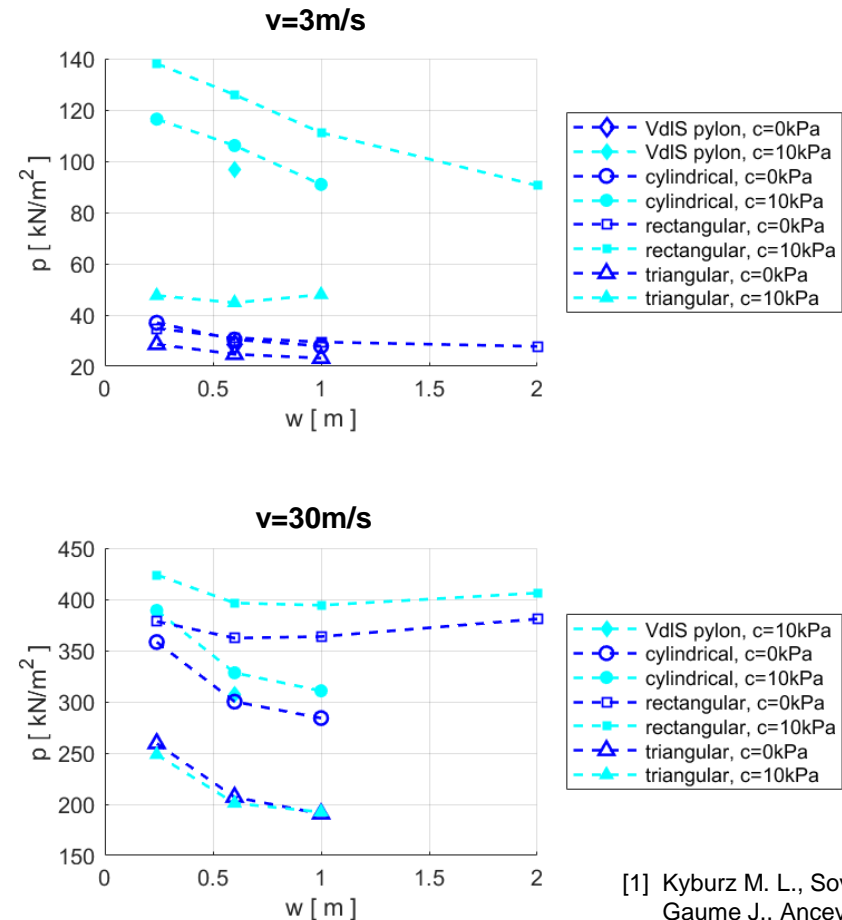 v=3m/s
140
120
100
80
60
40
20
p [ kN/m² ]
0 0.5 1 1.5 2
w [ m ]
VdlS pylon, c=0kPa
VdlS pylon, c=10kPa
cylindrical, c=0kPa
cylindrical, c=10kPa
rectangular, c=0kPa
rectangular, c=10kPa
triangular, c=0kPa
triangular, c=10kPa
v=30m/s
450
400
350
300
250
200
150
p [ kN/m² ]
0 0.5 1 1.5 2
w [ m ]
VdlS pylon, c=10kPa
cylindrical, c=0kPa
cylindrical, c=10kPa
rectangular, c=0kPa
rectangular, c=10kPa
triangular, c=0kPa
triangular, c=10kPa
[1] Kyburz M. L., Sov
Gaume J., Ancey